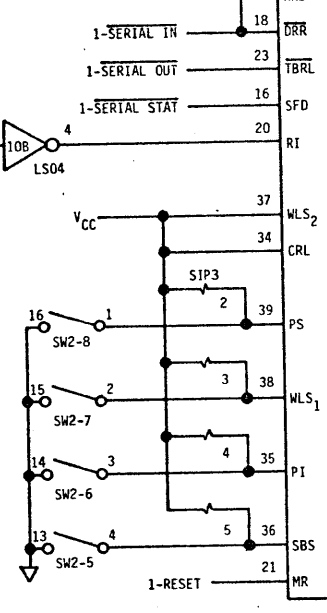 18
1-SERIAL IN
DRR
23
1-SERIAL OUT
TBRL
16
1-SERIAL STAT
SFD
4
20
10B
RI
LS04
37
VCC
WLS2
34
CRL
SIP3
2
16
1
39
PS
SW2-8
3
15
2
38
WLS1
SW2-7
4
14
3
35
PI
SW2-6
5
13
4
36
SBS
SW2-5
21
1-RESET
MR